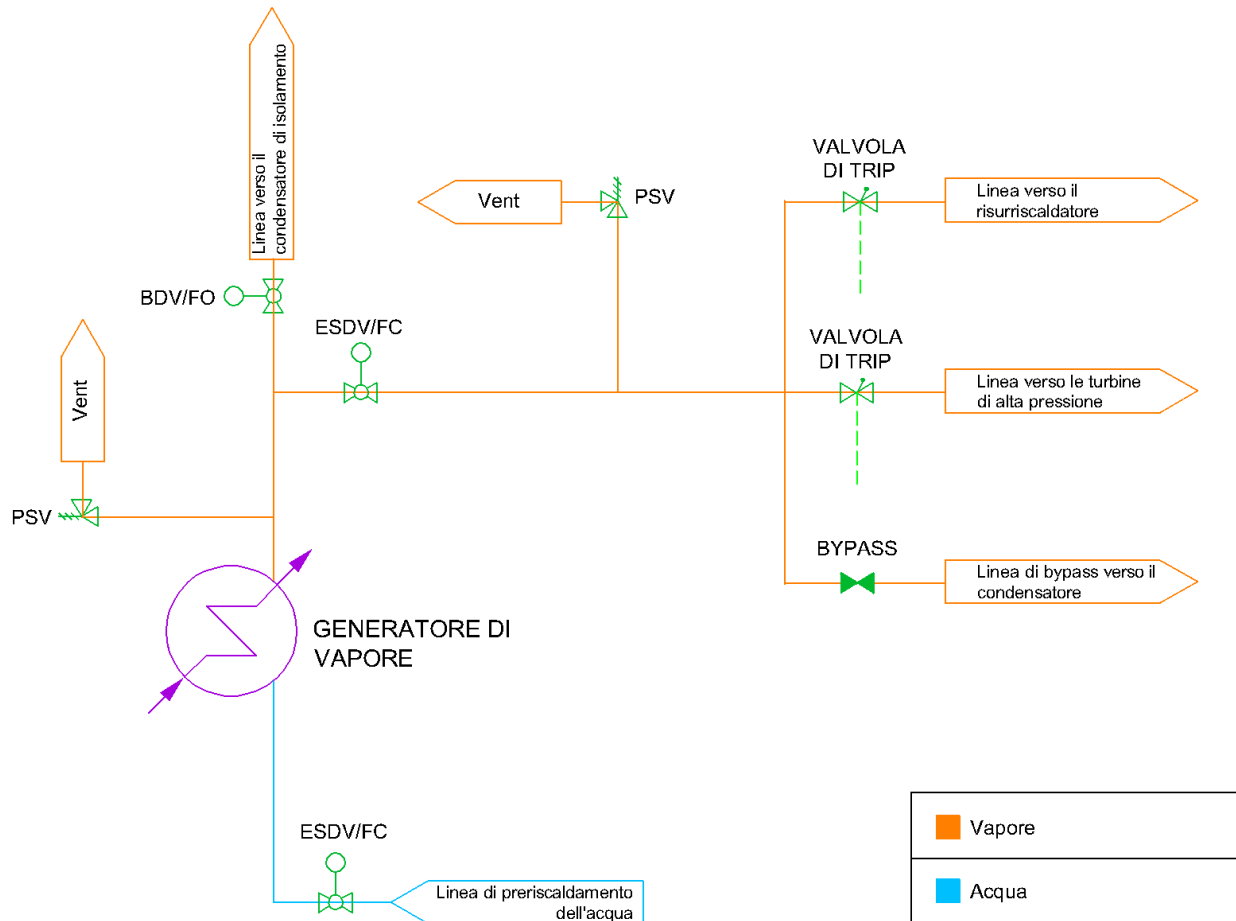 Linea verso il
condensatore di isolamento
VALVOLA
DI TRIP
Linea verso il
risurriscaldatore
Vent
PSV
BDV/FO
ESDV/FC
VALVOLA
DI TRIP
Linea verso le turbine
di alta pressione
Vent
PSV
BYPASS
Linea di bypass verso il
condensatore
GENERATORE DI
VAPORE
ESDV/FC
Linea di preriscaldamento
dell'acqua
Vapore
Acqua